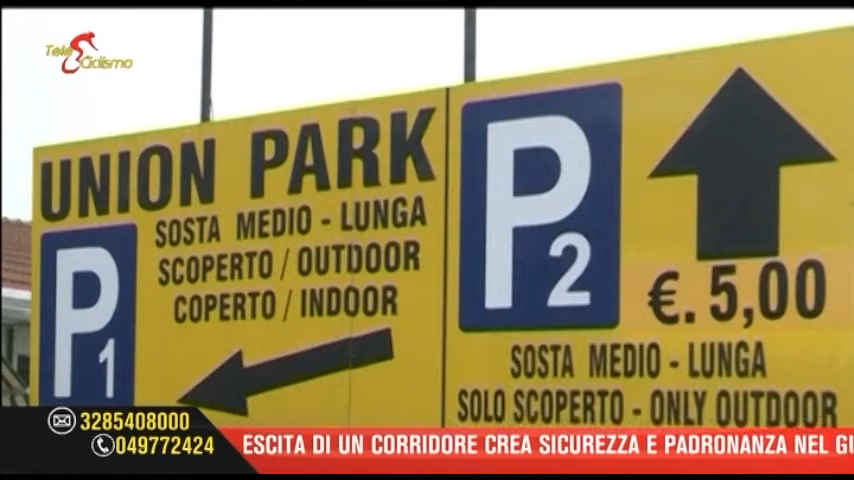 Tele
Ciclismo
UNION PARK
SOSTA MEDIO - LUNGA
SCOPERTO / OUTDOOR
COPERTO / INDOOR
P1
P2
€. 5,00
SOSTA MEDIO - LUNGA
SOLO SCOPERTO - ONLY OUTDOOR
3285408000
049772424
ESCITA DI UN CORRIDORE CREA SICUREZZA E PADRONANZA NEL